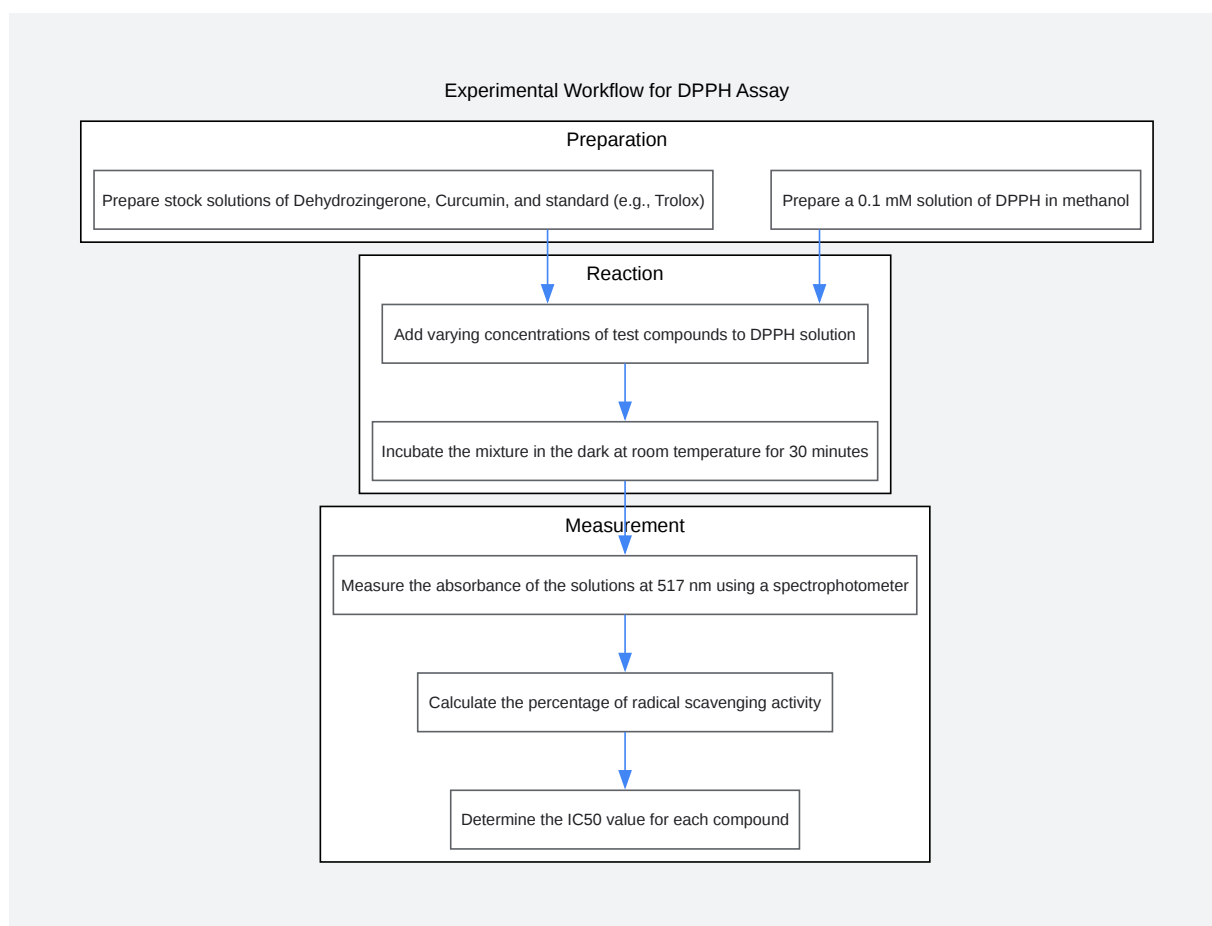 Experimental Workflow for DPPH Assay
Preparation
Prepare stock solutions of Dehydrozingerone, Curcumin, and standard (e.g., Trolox)
Prepare a 0.1 mM solution of DPPH in methanol
Reaction
Add varying concentrations of test compounds to DPPH solution
Incubate the mixture in the dark at room temperature for 30 minutes
Measurement
Measure the absorbance of the solutions at 517 nm using a spectrophotometer
Calculate the percentage of radical scavenging activity
Determine the IC50 value for each compound